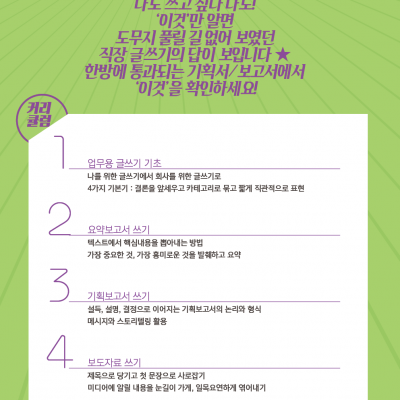 나도 쓰고 싶다 나도!
'이것'만 알면
도무지 풀릴 길 없어 보였던
직장 글쓰기의 답이 보입니다 ★
한방에 통과되는 기획서/보고서에서
'이것'을 확인하세요!
커리
큘럼
1 업무용 글쓰기 기초
나를 위한 글쓰기에서 회사를 위한 글쓰기로
4가지 기본기 : 결론을 앞세우고 카테고리로 묶고 짧게 직관적으로 표현
2 요약보고서 쓰기
텍스트에서 핵심내용을 뽑아내는 방법
가장 중요한 것, 가장 흥미로운 것을 발췌하고 요약
3 기획보고서 쓰기
설득, 설명, 결정으로 이어지는 기획보고서의 논리와 형식
메시지와 스토리텔링 활용
4 보도자료 쓰기
제목으로 당기고 첫 문장으로 사로잡기
미디어에 알릴 내용을 눈길이 가게, 일목요연하게 엮어내기